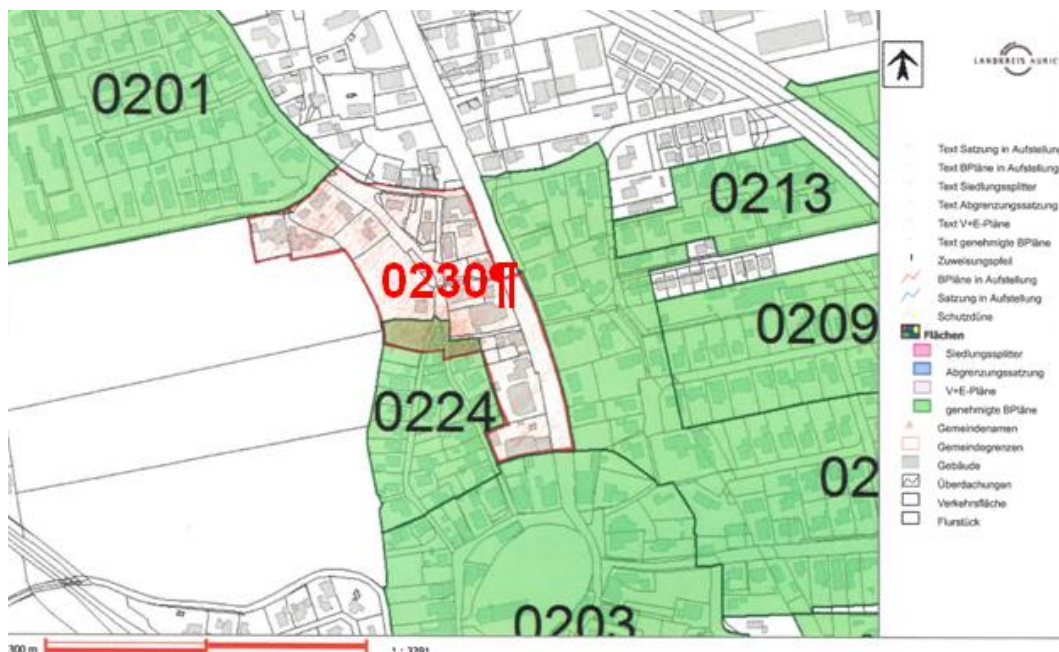 0201
0213
0230¶
0209
0224
02
0203
300 m
1 : 3391
LANDKREIS AURIC
Text Satzung in Aufstellung
Text BPläne in Aufstellung
Text Siedlungssplitter
Text Abgrenzungssatzung
Text V+E-Pläne
Text genehmigte BPläne
Zuweisungspfeil
BPläne in Aufstellung
Satzung in Aufstellung
Schutzdüne
Flächen
Siedlungssplitter
Abgrenzungssatzung
V+E-Pläne
genehmigte BPläne
Gemeindenamen
Gemeindegrenzen
Gebäude
Überdachungen
Verkehrsfläche
Flurstück